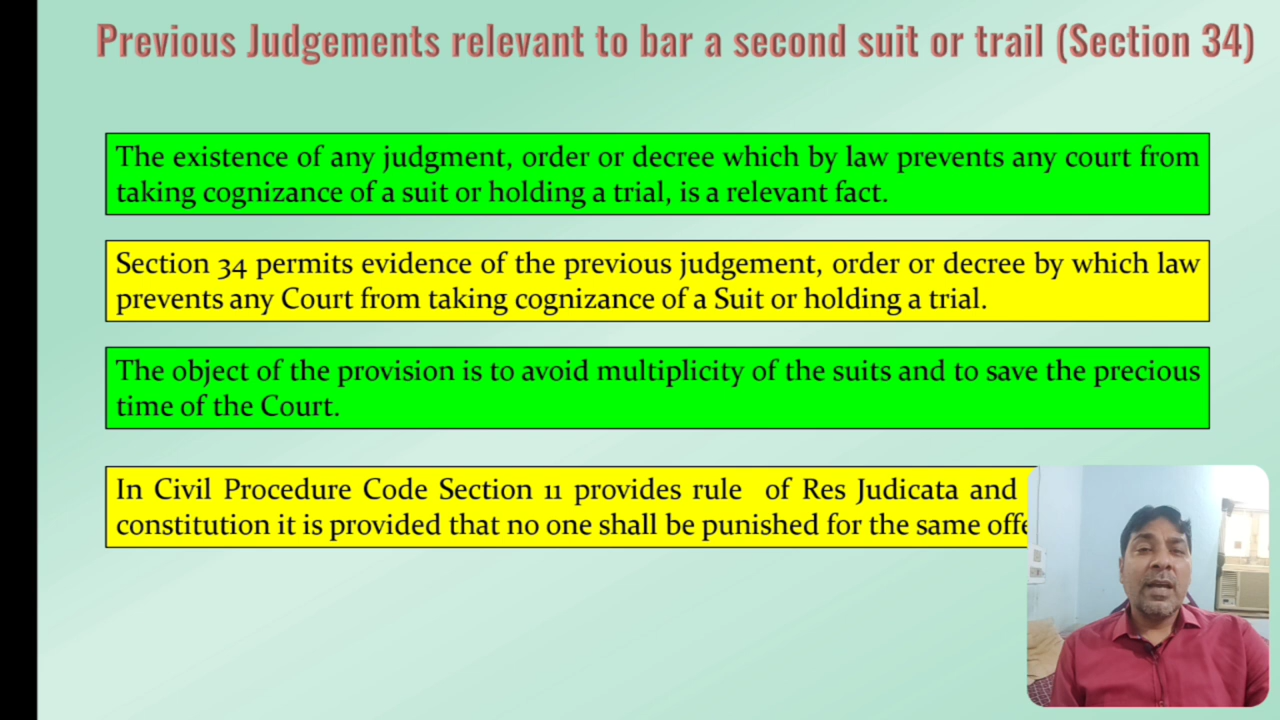 Previous Judgements relevant to bar a second suit or trail (Section 34)
The existence of any judgment, order or decree which by law prevents any court from
taking cognizance of a suit or holding a trial, is a relevant fact.
Section 34 permits evidence of the previous judgement, order or decree by which law
prevents any Court from taking cognizance of a Suit or holding a trial.
The object of the provision is to avoid multiplicity of the suits and to save the precious
time of the Court.
In Civil Procedure Code Section 11 provides rule of Res Judicata and
constitution it is provided that no one shall be punished for the same